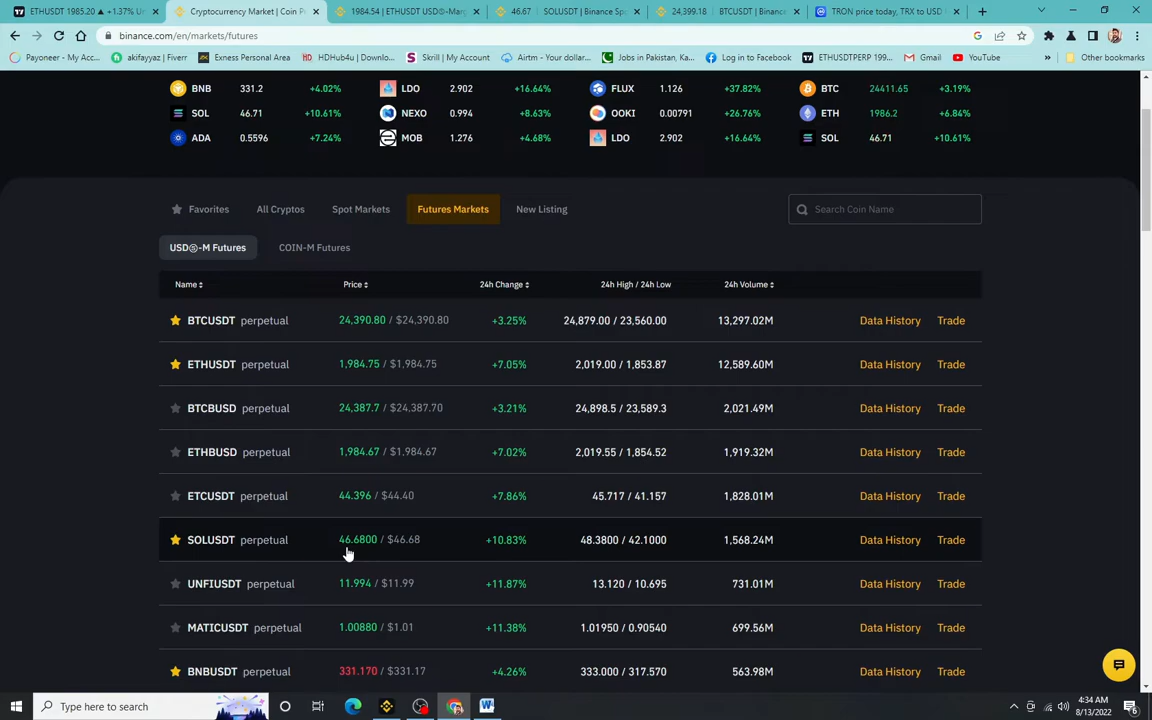 ETHUSDT 1985.20 ▲ +1.37% Un
Cryptocurrency Market | Coin P
1984.54 | ETHUSDT USDⓈ-Marg
46.67
SOLUSDT | Binance Sp
24,399.18
BTCUSDT | Binance
TRON price today, TRX to USD
binance.com/en/markets/futures
Payoneer - My Acc...
akifayyaz | Fiverr
Exness Personal Area
HDHub4u | Downlo...
Skrill | My Account
Airtm - Your dollar...
Jobs in Pakistan, Ka...
Log in to Facebook
ETHUSDTPERP 199...
Gmail
YouTube
»
Other bookmarks
BNB 331.2 +4.02% LDO 2.902 +16.64% FLUX 1.126 +37.82% BTC 24411.65 +3.19%
SOL 46.71 +10.61% NEXO 0.994 +8.63% OOKI 0.00791 +26.76% ETH 1986.2 +6.84%
ADA 0.5596 +7.24% MOB 1.276 +4.68% LDO 2.902 +16.64% SOL 46.71 +10.61%
Favorites All Cryptos Spot Markets Futures Markets New Listing Search Coin Name
USDⓈ-M Futures COIN-M Futures
Name Price 24h Change 24h High / 24h Low 24h Volume
BTCUSDT perpetual 24,390.80 / $24,390.80 +3.25% 24,879.00 / 23,560.00 13,297.02M Data History Trade
ETHUSDT perpetual 1,984.75 / $1,984.75 +7.05% 2,019.00 / 1,853.87 12,589.60M Data History Trade
BTCBUSD perpetual 24,387.7 / $24,387.70 +3.21% 24,898.5 / 23,589.3 2,021.49M Data History Trade
ETHBUSD perpetual 1,984.67 / $1,984.67 +7.02% 2,019.55 / 1,854.52 1,919.32M Data History Trade
ETCUSDT perpetual 44.396 / $44.40 +7.86% 45.717 / 41.157 1,828.01M Data History Trade
SOLUSDT perpetual 46.6800 / $46.68 +10.83% 48.3800 / 42.1000 1,568.24M Data History Trade
UNFIUSDT perpetual 11.994 / $11.99 +11.87% 13.120 / 10.695 731.01M Data History Trade
MATICUSDT perpetual 1.00880 / $1.01 +11.38% 1.01950 / 0.90540 699.56M Data History Trade
BNBUSDT perpetual 331.170 / $331.17 +4.26% 333.000 / 317.570 563.98M Data History Trade
Type here to search
4:34 AM
8/13/2022